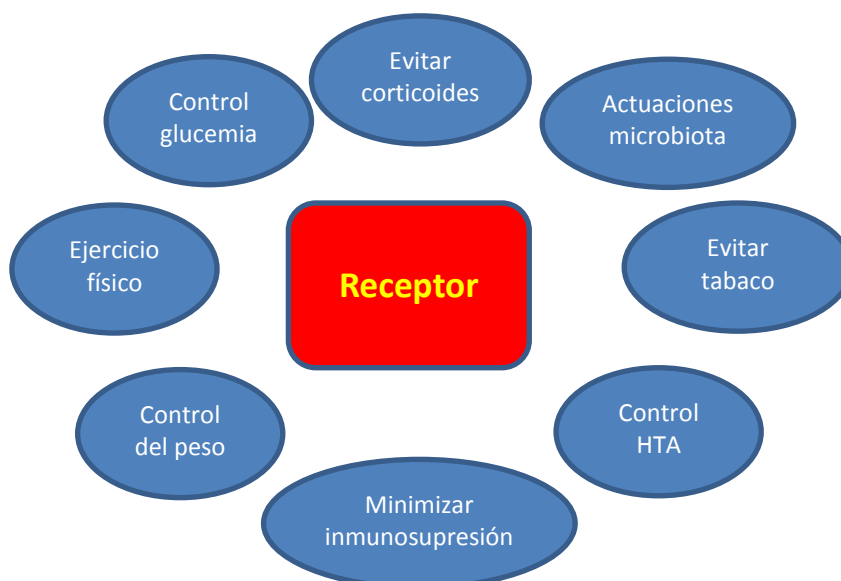 Evitar
corticoides
Control
glucemia
Actuaciones
microbiota
Ejercicio
físico
Receptor
Evitar
tabaco
Control
del peso
Control
HTA
Minimizar
inmunosupresión